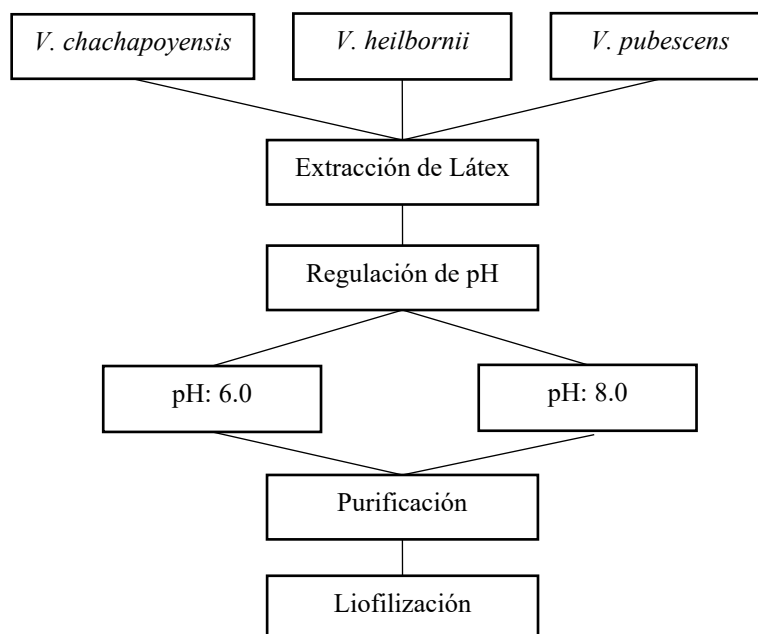 V. chachapoyensis
V. heilbornii
V. pubescens
Extracción de Látex
Regulación de pH
pH: 6.0
pH: 8.0
Purificación
Liofilización